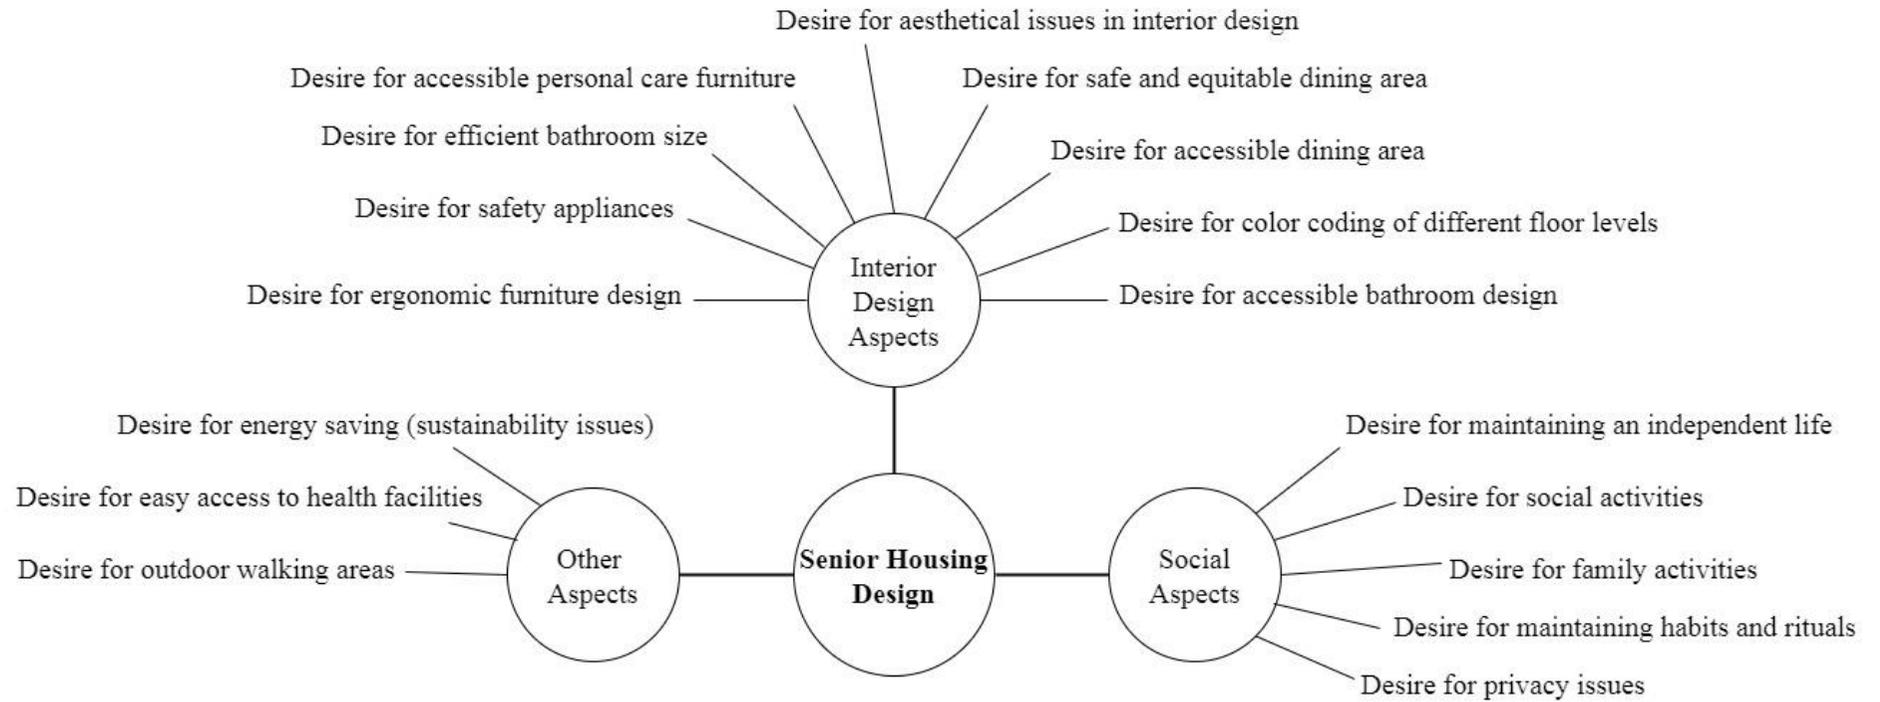 Desire for aesthetical issues in interior design
Desire for accessible personal care furniture
Desire for safe and equitable dining area
Desire for efficient bathroom size
Desire for accessible dining area
Desire for safety appliances
Desire for color coding of different floor levels
Desire for ergonomic furniture design
Desire for accessible bathroom design
Interior
Design
Aspects
Desire for energy saving (sustainability issues)
Desire for easy access to health facilities
Desire for outdoor walking areas
Other
Aspects
Senior Housing
Design
Social
Aspects
Desire for maintaining an independent life
Desire for social activities
Desire for family activities
Desire for maintaining habits and rituals
Desire for privacy issues